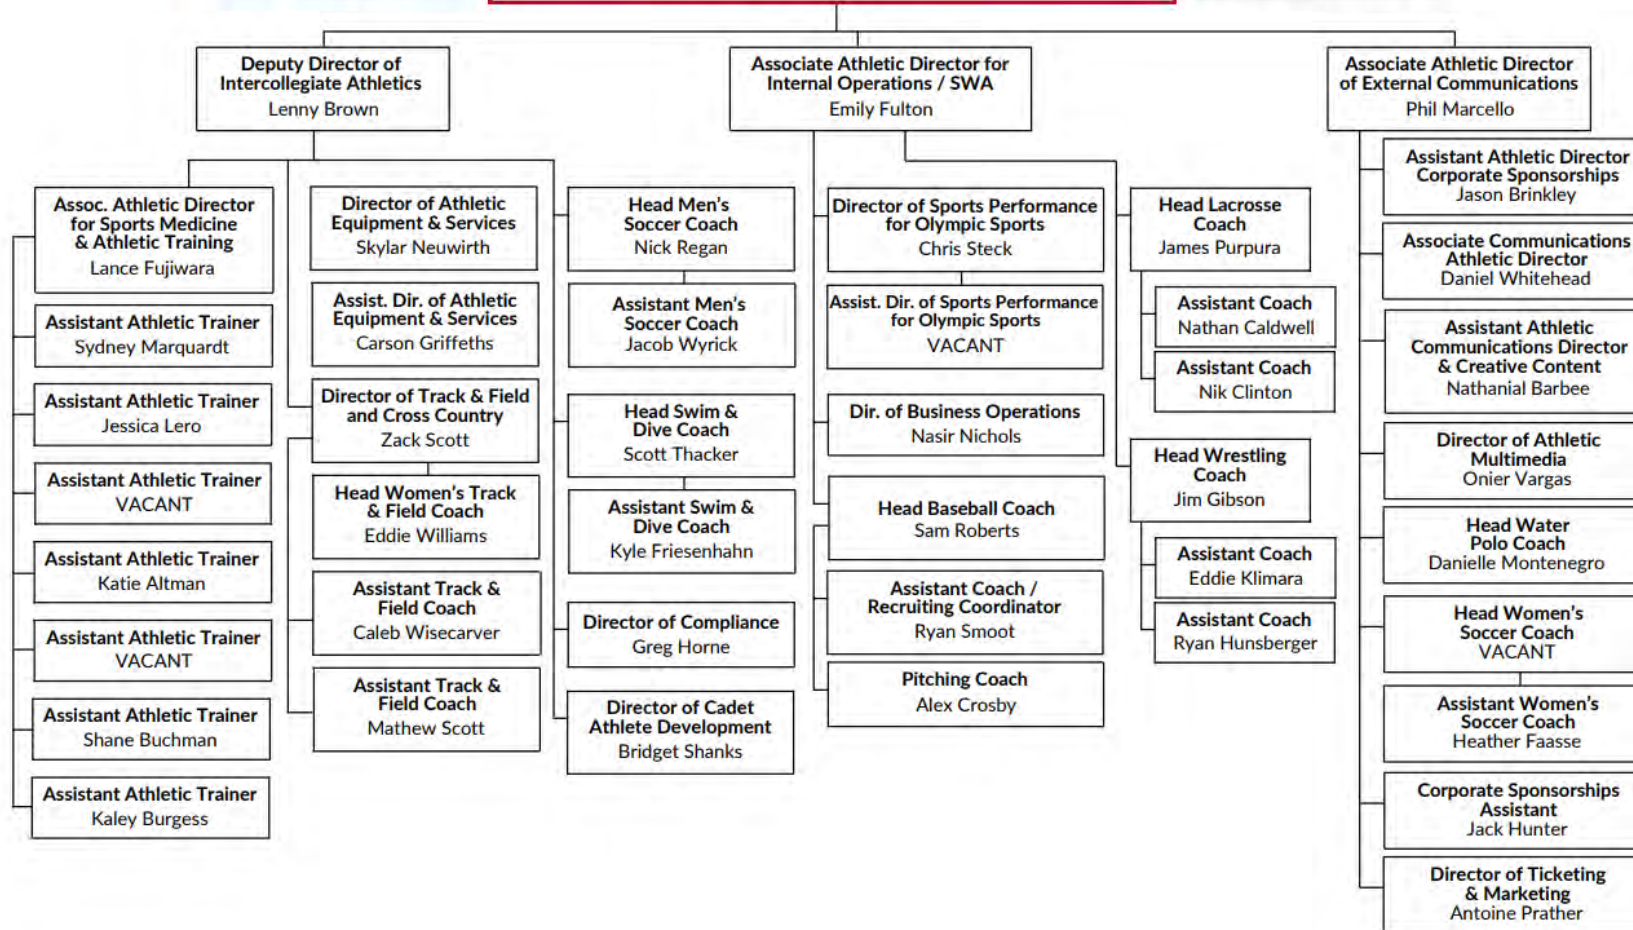 Deputy Director of
Intercollegiate Athletics
Lenny Brown
Associate Athletic Director for
Internal Operations / SWA
Emily Fulton
Associate Athletic Director
of External Communications
Phil Marcello
Assoc. Athletic Director
for Sports Medicine
& Athletic Training
Lance Fujiwara
Assistant Athletic Trainer
Sydney Marquardt
Assistant Athletic Trainer
Jessica Lero
Assistant Athletic Trainer
VACANT
Assistant Athletic Trainer
Katie Altman
Assistant Athletic Trainer
VACANT
Assistant Athletic Trainer
Shane Buchman
Assistant Athletic Trainer
Kaley Burgess
Director of Athletic
Equipment & Services
Skylar Neuwirth
Assist. Dir. of Athletic
Equipment & Services
Carson Griffeths
Director of Track & Field
and Cross Country
Zack Scott
Head Women's Track
& Field Coach
Eddie Williams
Assistant Track &
Field Coach
Caleb Wisecarver
Assistant Track &
Field Coach
Mathew Scott
Head Men's
Soccer Coach
Nick Regan
Assistant Men's
Soccer Coach
Jacob Wyrick
Head Swim &
Dive Coach
Scott Thacker
Assistant Swim &
Dive Coach
Kyle Friesenhahn
Director of Compliance
Greg Horne
Director of Cadet
Athlete Development
Bridget Shanks
Director of Sports Performance
for Olympic Sports
Chris Steck
Assist. Dir. of Sports Performance
for Olympic Sports
VACANT
Dir. of Business Operations
Nasir Nichols
Head Baseball Coach
Sam Roberts
Assistant Coach /
Recruiting Coordinator
Ryan Smoot
Pitching Coach
Alex Crosby
Head Lacrosse
Coach
James Purpura
Assistant Coach
Nathan Caldwell
Assistant Coach
Nik Clinton
Head Wrestling
Coach
Jim Gibson
Assistant Coach
Eddie Klimara
Assistant Coach
Ryan Hunsberger
Assistant Athletic Director
Corporate Sponsorships
Jason Brinkley
Associate Communications
Athletic Director
Daniel Whitehead
Assistant Athletic
Communications Director
& Creative Content
Nathanial Barbee
Director of Athletic
Multimedia
Onier Vargas
Head Water
Polo Coach
Danielle Montenegro
Head Women's
Soccer Coach
VACANT
Assistant Women's
Soccer Coach
Heather Faasse
Corporate Sponsorships
Assistant
Jack Hunter
Director of Ticketing
& Marketing
Antoine Prather